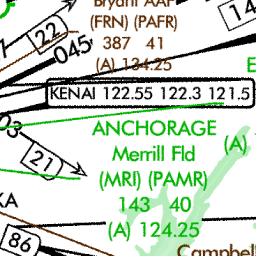 Bryant AAF
(FRN) (PAFR)
387 41
(A) 134.25
22
045
14
KENAI 122.55 122.3 121.5
ANCHORAGE
Merrill Fld
(MRI) (PAMR)
143 40
(A) 124.25
(A)
03
21
KA
86
Campbell